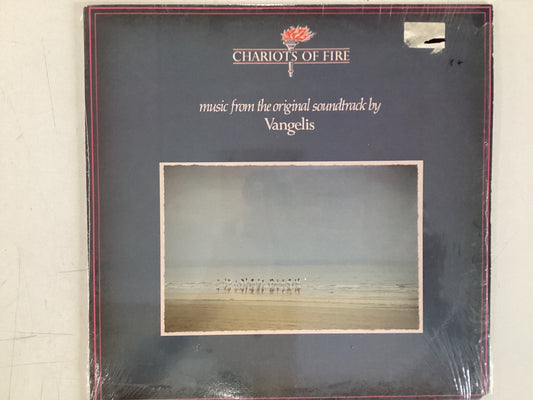 CHARIOTS OF FIRE
music from the original soundtrack by
Vangelis